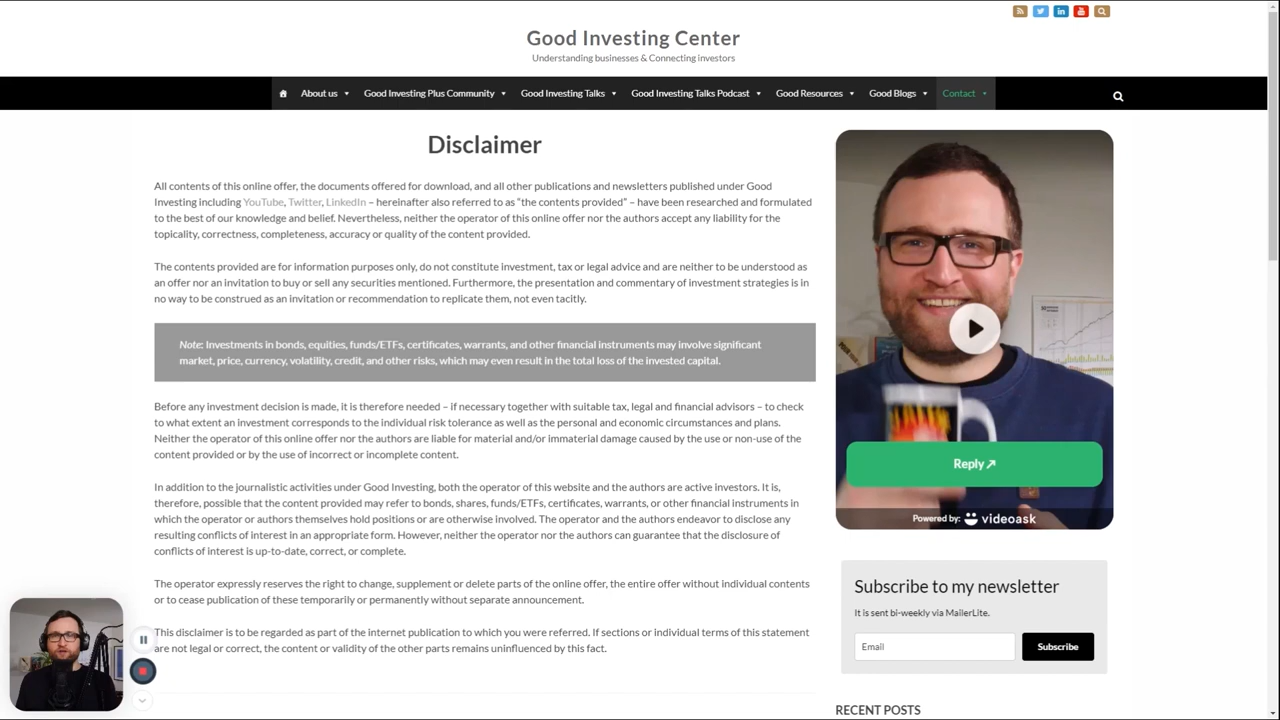 Good Investing Center
Understanding businesses & Connecting investors
About us
Good Investing Plus Community
Good Investing Talks
Good Investing Talks Podcast
Good Resources
Good Blogs
Contact
Disclaimer
All contents of this online offer, the documents offered for download, and all other publications and newsletters published under Good
Investing including YouTube, Twitter, LinkedIn – hereinafter also referred to as “the contents provided” – have been researched and formulated
to the best of our knowledge and belief. Nevertheless, neither the operator of this online offer nor the authors accept any liability for the
topicality, correctness, completeness, accuracy or quality of the content provided.
The contents provided are for information purposes only, do not constitute investment, tax or legal advice and are neither to be understood as
an offer nor an invitation to buy or sell any securities mentioned. Furthermore, the presentation and commentary of investment strategies is in
no way to be construed as an invitation or recommendation to replicate them, not even tacitly.
Note: Investments in bonds, equities, funds/ETFs, certificates, warrants, and other financial instruments may involve significant
market, price, currency, volatility, credit, and other risks, which may even result in the total loss of the invested capital.
Before any investment decision is made, it is therefore needed – if necessary together with suitable tax, legal and financial advisors – to check
to what extent an investment corresponds to the individual risk tolerance as well as the personal and economic circumstances and plans.
Neither the operator of this online offer nor the authors are liable for material and/or immaterial damage caused by the use or non-use of the
content provided or by the use of incorrect or incomplete content.
In addition to the journalistic activities under Good Investing, both the operator of this website and the authors are active investors. It is,
therefore, possible that the content provided may refer to bonds, shares, funds/ETFs, certificates, warrants, or other financial instruments in
which the operator or authors themselves hold positions or are otherwise involved. The operator and the authors endeavor to disclose any
resulting conflicts of interest in an appropriate form. However, neither the operator nor the authors can guarantee that the disclosure of
conflicts of interest is up-to-date, correct, or complete.
The operator expressly reserves the right to change, supplement or delete parts of the online offer, the entire offer without individual contents
or to cease publication of these temporarily or permanently without separate announcement.
This disclaimer is to be regarded as part of the internet publication to which you were referred. If sections or individual terms of this statement
are not legal or correct, the content or validity of the other parts remains uninfluenced by this fact.
Reply ↗
Powered by: videoask
Subscribe to my newsletter
It is sent bi-weekly via MailerLite.
Email
Subscribe
RECENT POSTS